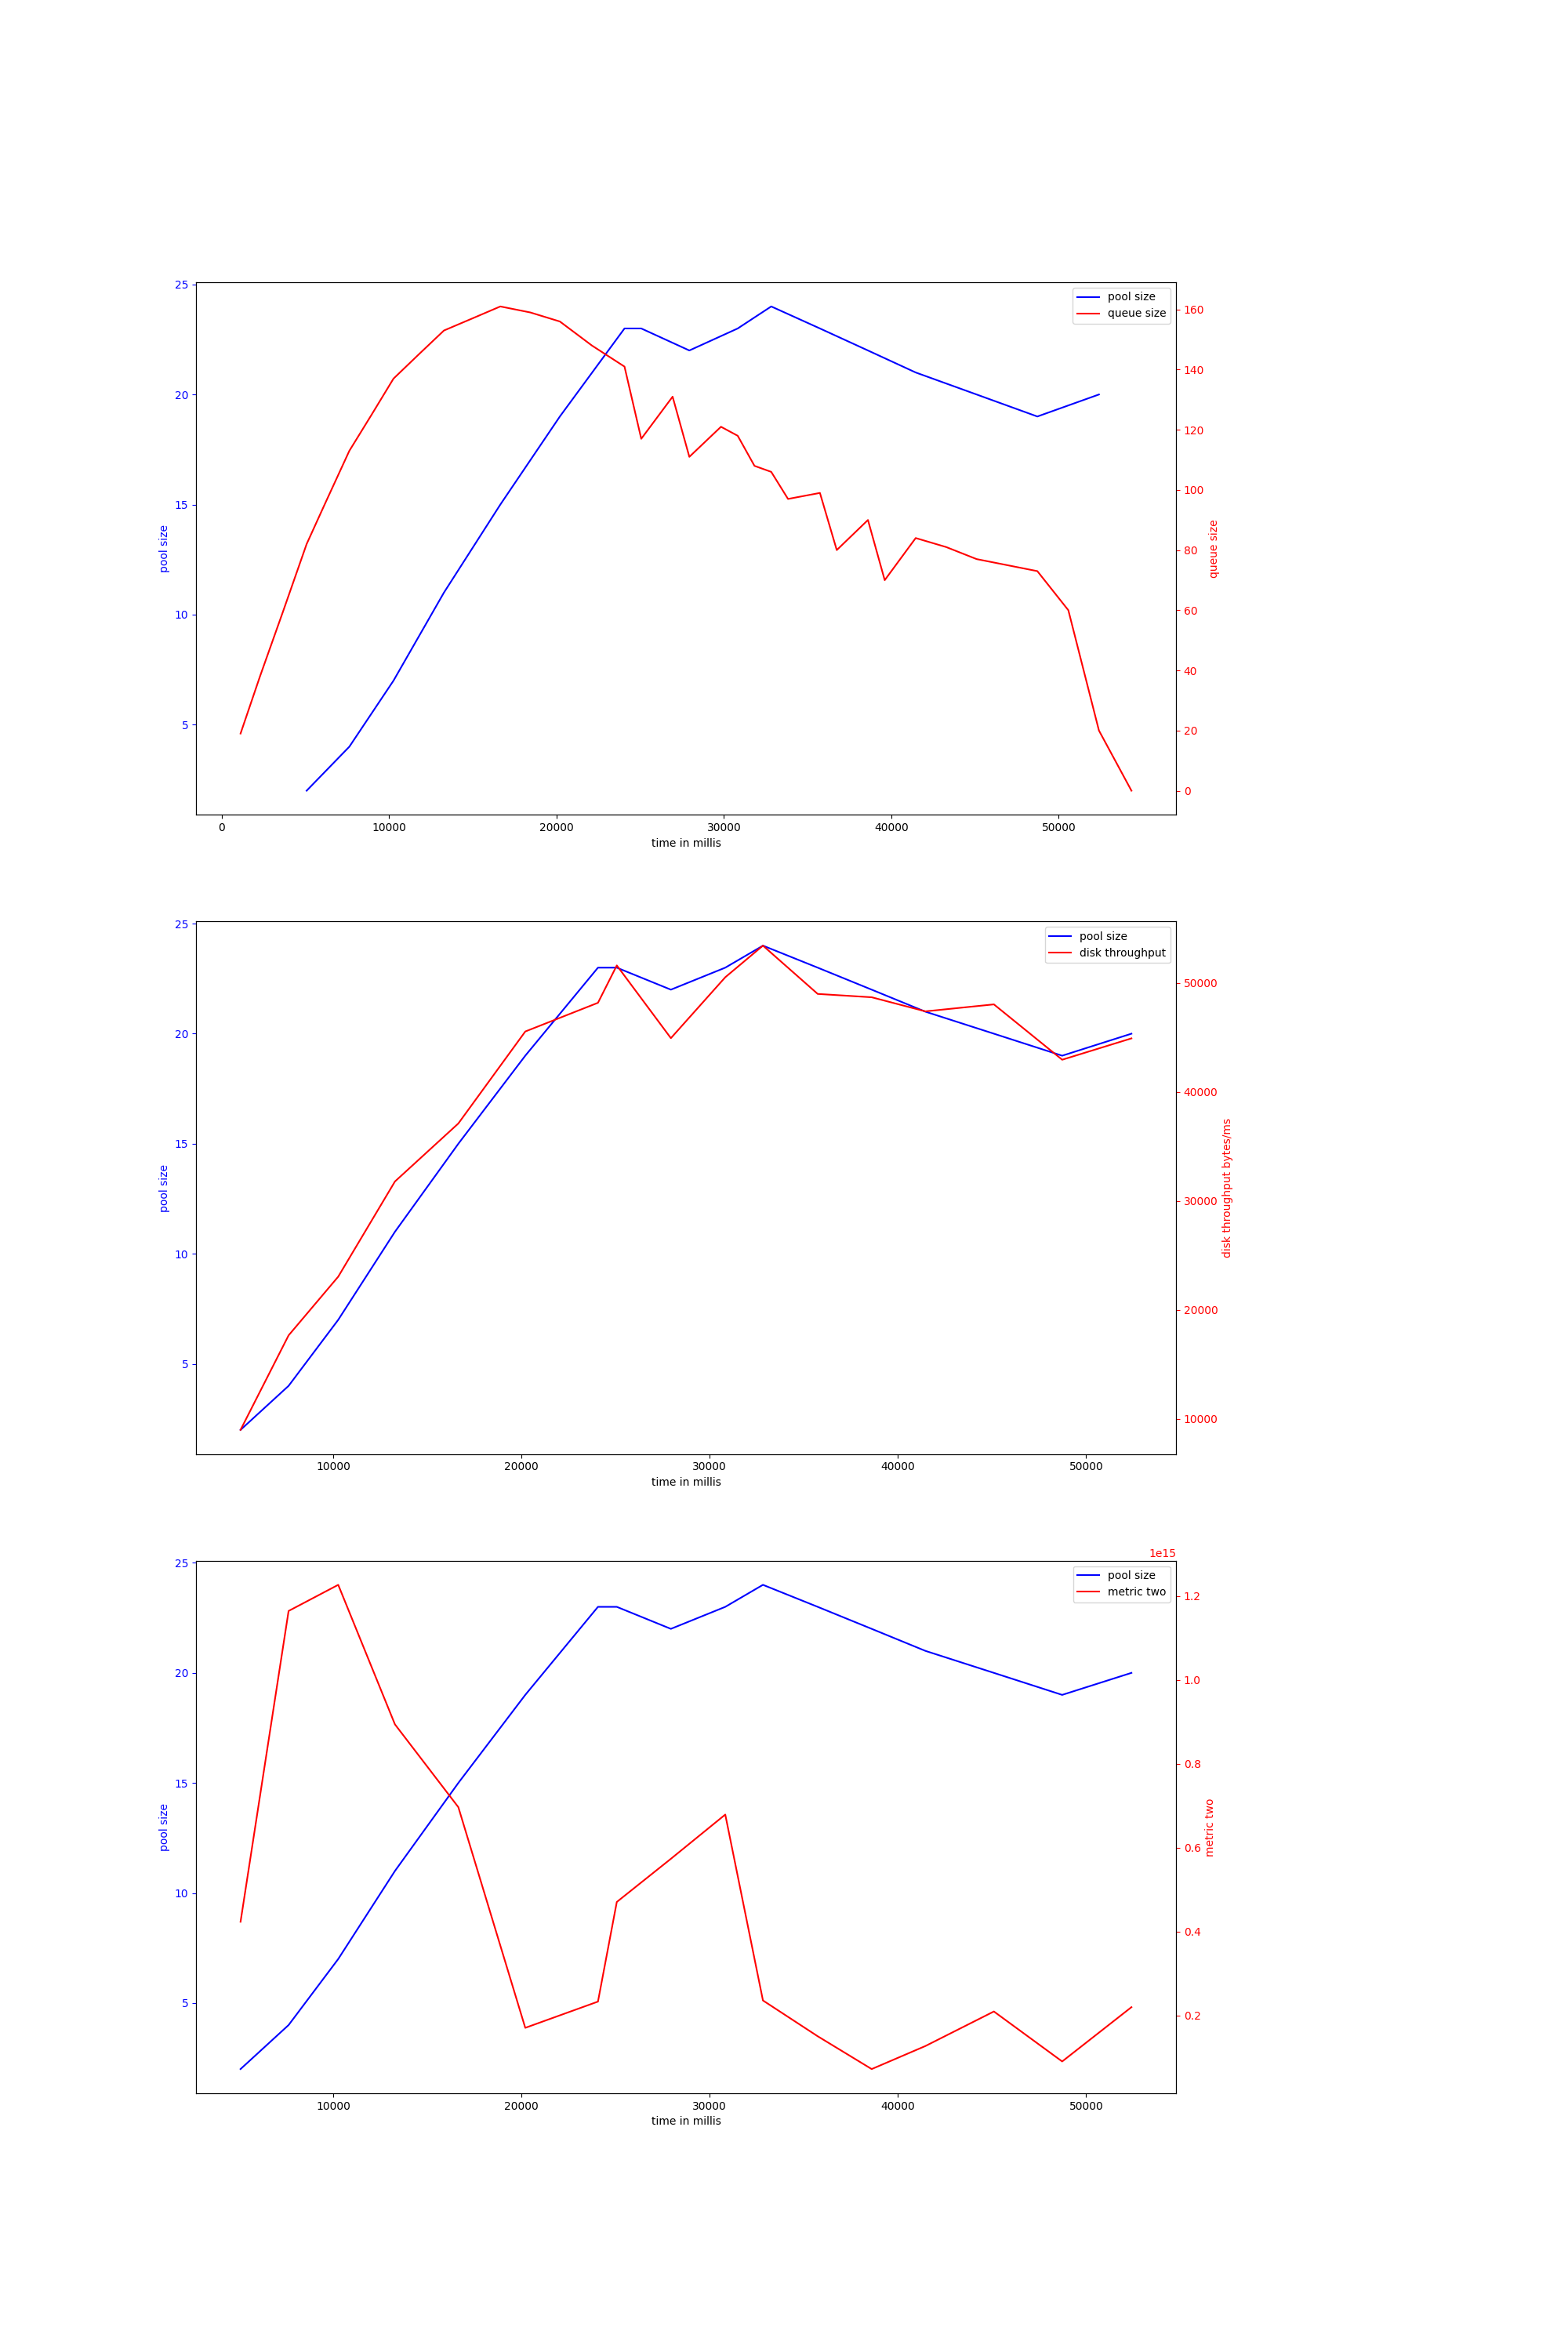 25
20
15
10
5
pool size
pool size
queue size
160
140
120
100
80
60
40
20
0
queue size
0 10000 20000 30000 40000 50000
time in millis
25
20
15
10
5
pool size
pool size
disk throughput
50000
40000
30000
20000
10000
disk throughput bytes/ms
10000 20000 30000 40000 50000
time in millis
1e15
25
20
15
10
5
pool size
pool size
metric two
1.2
1.0
0.8
0.6
0.4
0.2
metric two
10000 20000 30000 40000 50000
time in millis